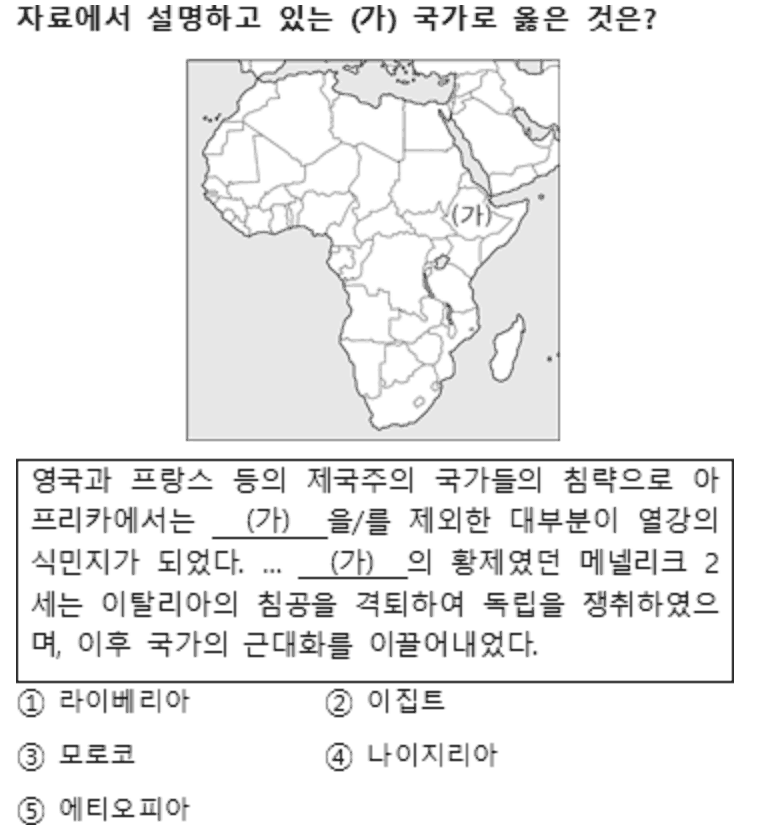 자료에서 설명하고 있는 (가) 국가로 옳은 것은?
(가)
영국과 프랑스 등의 제국주의 국가들의 침략으로 아
프리카에서는 (가) 을/를 제외한 대부분이 열강의
식민지가 되었다. ... (가) 의 황제였던 메넬리크 2
세는 이탈리아의 침공을 격퇴하여 독립을 쟁취하였으
며, 이후 국가의 근대화를 이끌어내었다.
① 라이베리아 ② 이집트
③ 모로코 ④ 나이지리아
⑤ 에티오피아